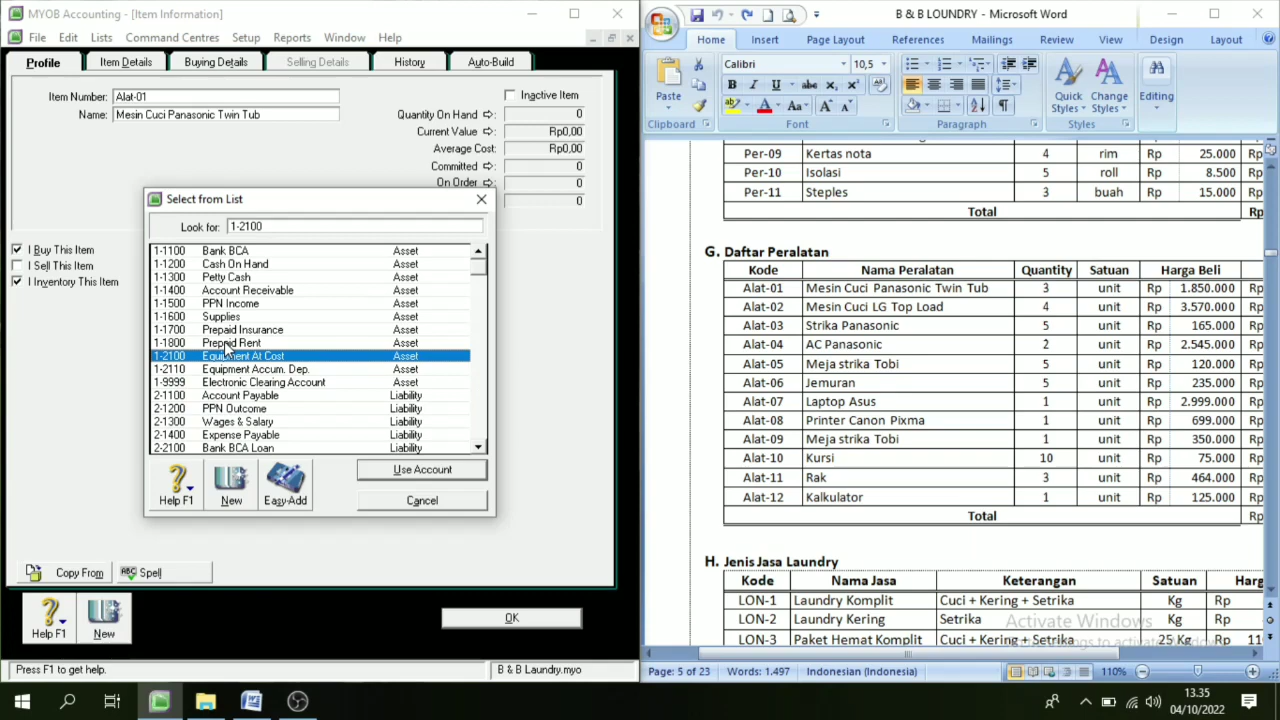 MYOB Accounting - [Item Information]
File Edit Lists Command Centres Setup Reports Window Help
Profile Item Details Buying Details Selling Details History Auto-Build
Item Number: Alat-01
Name: Mesin Cuci Panasonic Twin Tub
Inactive Item
Quantity On Hand 0
Current Value Rp0,00
Average Cost: Rp0,00
Committed 0
On Order 0
0
I Buy This Item
I Sell This Item
I Inventory This Item
Select from List
Look for: 1-2100
1-1100 Bank BCA Asset
1-1200 Cash On Hand Asset
1-1300 Petty Cash Asset
1-1400 Account Receivable Asset
1-1500 PPN Income Asset
1-1600 Supplies Asset
1-1700 Prepaid Insurance Asset
1-1800 Prepaid Rent Asset
1-2100 Equipment At Cost Asset
1-2110 Equipment Accum. Dep. Asset
1-9999 Electronic Clearing Account Asset
2-1100 Account Payable Liability
2-1200 PPN Outcome Liability
2-1300 Wages & Salary Liability
2-1400 Expense Payable Liability
2-2100 Bank BCA Loan Liability
Help F1 New Easy-Add
Use Account
Cancel
Copy From ABC Spell
Help F1 New
OK
Press F1 to get help. B & B Laundry.myo
B & B LOUNDRY - Microsoft Word
Home Insert Page Layout References Mailings Review View Design Layout
Paste
Clipboard
Calibri 10,5
B I U abc x₂ x²
Aa A A
Font
Paragraph
Quick Styles Change Styles
Styles
Editing
Per-09 Kertas nota 4 rim Rp 25.000 Rp
Per-10 Isolasi 5 roll Rp 8.500 Rp
Per-11 Steples 3 buah Rp 15.000 Rp
Total Rp
G. Daftar Peralatan
Kode Nama Peralatan Quantity Satuan Harga Beli
Alat-01 Mesin Cuci Panasonic Twin Tub 3 unit Rp 1.850.000 Rp
Alat-02 Mesin Cuci LG Top Load 4 unit Rp 3.570.000 Rp
Alat-03 Strika Panasonic 5 unit Rp 165.000 Rp
Alat-04 AC Panasonic 2 unit Rp 2.545.000 Rp
Alat-05 Meja strika Tobi 5 unit Rp 120.000 Rp
Alat-06 Jemuran 5 unit Rp 235.000 Rp
Alat-07 Laptop Asus 1 unit Rp 2.999.000 Rp
Alat-08 Printer Canon Pixma 1 unit Rp 699.000 Rp
Alat-09 Meja strika Tobi 1 unit Rp 350.000 Rp
Alat-10 Kursi 10 unit Rp 75.000 Rp
Alat-11 Rak 3 unit Rp 464.000 Rp
Alat-12 Kalkulator 1 unit Rp 125.000 Rp
Total Rp
H. Jenis Jasa Laundry
Kode Nama Jasa Keterangan Satuan Harg
LON-1 Laundry Komplit Cuci + Kering + Setrika Kg Rp
LON-2 Laundry Kering Setrika Kg Rp
LON-3 Paket Hemat Komplit Cuci + Kering + Setrika 25 Kg Rp 110
Activate Windows
Page: 5 of 23 Words: 1.497 Indonesian (Indonesia) 110%
13.35
04/10/2022